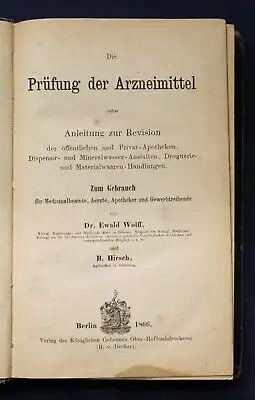 Die
Prüfung der Arzneimittel
nebst
Anleitung zur Revision
der öffentlichen und Privat-Apotheken,
Dispensir- und Mineralwasser-Anstalten, Droguerie-
und Materialwaaren-Handlungen.
Zum Gebrauch
für Medicinalbeamte, Aerzte, Apotheker und Gewerbtreibende
von
Dr. Ewald Wolff,
und
B. Hirsch,
Berlin 1866.
Verlag der Königlichen Geheimen Ober-Hofbuchdruckerei
(R. v. Decker).